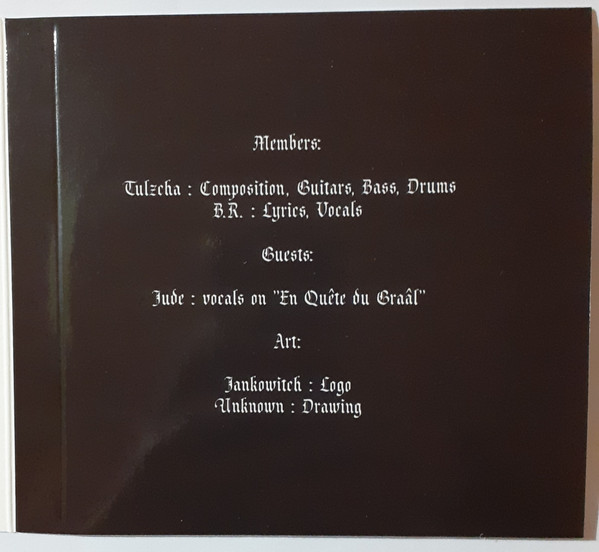 Members:
Tulzcha : Composition, Guitars, Bass, Drums
B.R. : Lyrics, Vocals
Guests:
Jude : vocals on "En Quête du Graâl"
Art:
Jankowitch : Logo
Unknown : Drawing